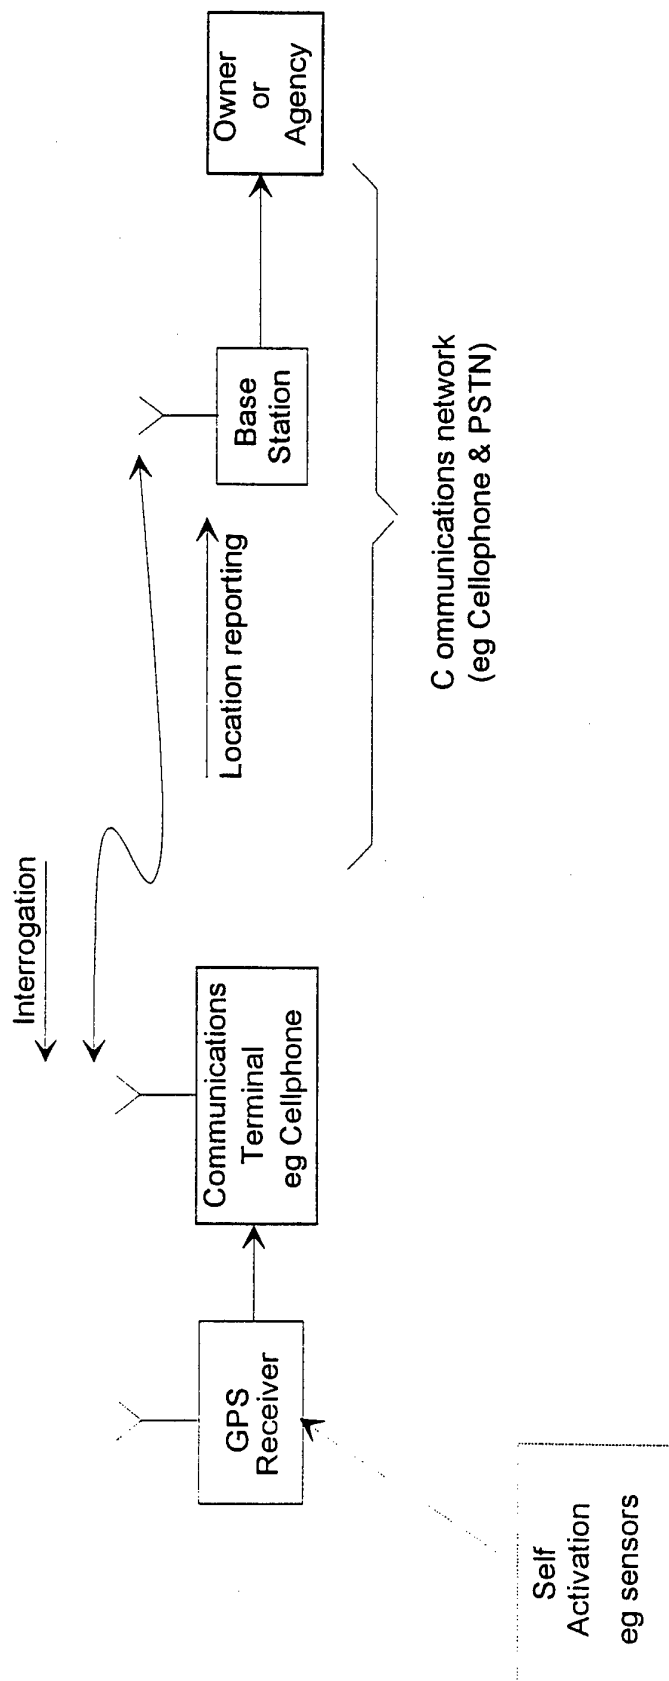 Interrogation
Owner
or
Agency
Base
Station
Location reporting
Communications
Terminal
eg Cellphone
GPS
Receiver
C ommunications network
(eg Cellophone & PSTN)
Self
Activation
eg sensors